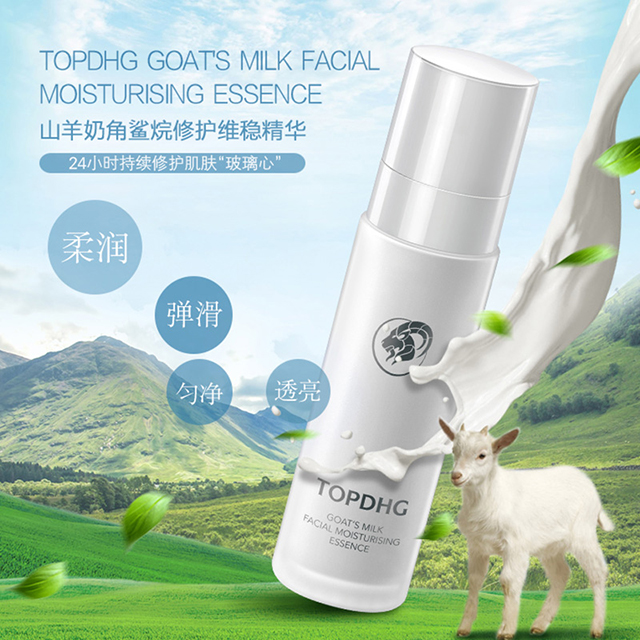 TOPDHG GOAT'S MILK FACIAL
MOISTURISING ESSENCE
山羊奶角鲨烷修护维稳精华
24小时持续修护肌肤“玻璃心”
柔润
弹滑
匀净
透亮
TOPDHG
GOAT'S MILK
FACIAL MOISTURISING
ESSENCE